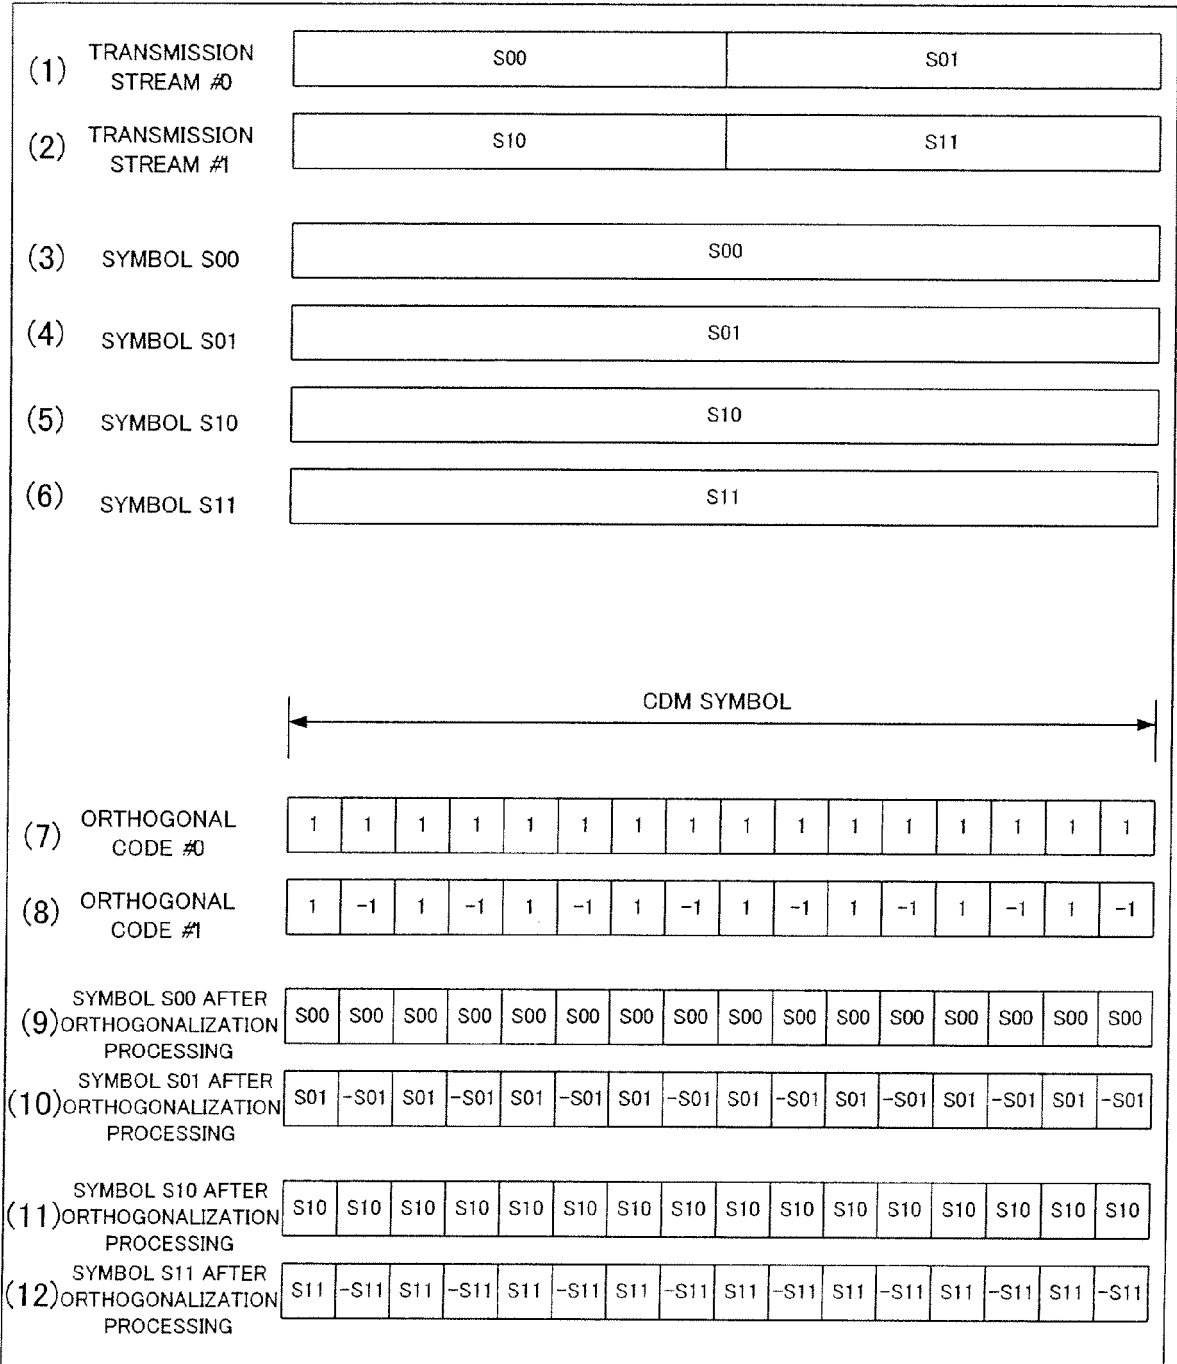 (1) TRANSMISSION STREAM #0 S00 S01
(2) TRANSMISSION STREAM #1 S10 S11
(3) SYMBOL S00 S00
(4) SYMBOL S01 S01
(5) SYMBOL S10 S10
(6) SYMBOL S11 S11
CDM SYMBOL
(7) ORTHOGONAL CODE #0 1 1 1 1 1 1 1 1 1 1 1 1 1 1 1 1
(8) ORTHOGONAL CODE #1 1 -1 1 -1 1 -1 1 -1 1 -1 1 -1 1 -1 1 -1
(9) SYMBOL S00 AFTER ORTHOGONALIZATION PROCESSING S00 S00 S00 S00 S00 S00 S00 S00 S00 S00 S00 S00 S00 S00 S00 S00
(10) SYMBOL S01 AFTER ORTHOGONALIZATION PROCESSING S01 -S01 S01 -S01 S01 -S01 S01 -S01 S01 -S01 S01 -S01 S01 -S01 S01 -S01
(11) SYMBOL S10 AFTER ORTHOGONALIZATION PROCESSING S10 S10 S10 S10 S10 S10 S10 S10 S10 S10 S10 S10 S10 S10 S10 S10
(12) SYMBOL S11 AFTER ORTHOGONALIZATION PROCESSING S11 -S11 S11 -S11 S11 -S11 S11 -S11 S11 -S11 S11 -S11 S11 -S11 S11 -S11